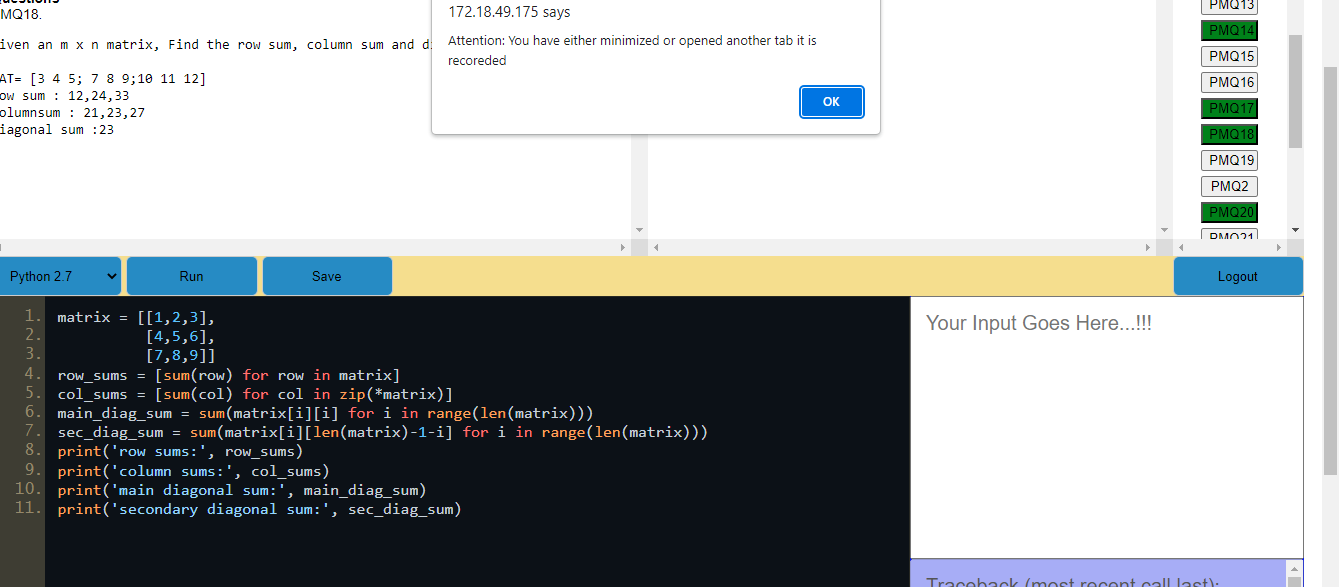 172.18.49.175 says
Attention: You have either minimized or opened another tab it is
recoreded
OK
MQ18.
iven an m x n matrix, Find the row sum, column sum and d
AT= [3 4 5; 7 8 9;10 11 12]
ow sum : 12,24,33
olumnsum : 21,23,27
iagonal sum :23
PMQ13
PMQ14
PMQ15
PMQ16
PMQ17
PMQ18
PMQ19
PMQ2
PMQ20
PMQ21
Python 2.7
Run
Save
Logout
1. matrix = [[1,2,3],
2. [4,5,6],
3. [7,8,9]]
4. row_sums = [sum(row) for row in matrix]
5. col_sums = [sum(col) for col in zip(*matrix)]
6. main_diag_sum = sum(matrix[i][i] for i in range(len(matrix)))
7. sec_diag_sum = sum(matrix[i][len(matrix)-1-i] for i in range(len(matrix)))
8. print('row sums:', row_sums)
9. print('column sums:', col_sums)
10. print('main diagonal sum:', main_diag_sum)
11. print('secondary diagonal sum:', sec_diag_sum)
Your Input Goes Here...!!!
Traceback (most recent call last):